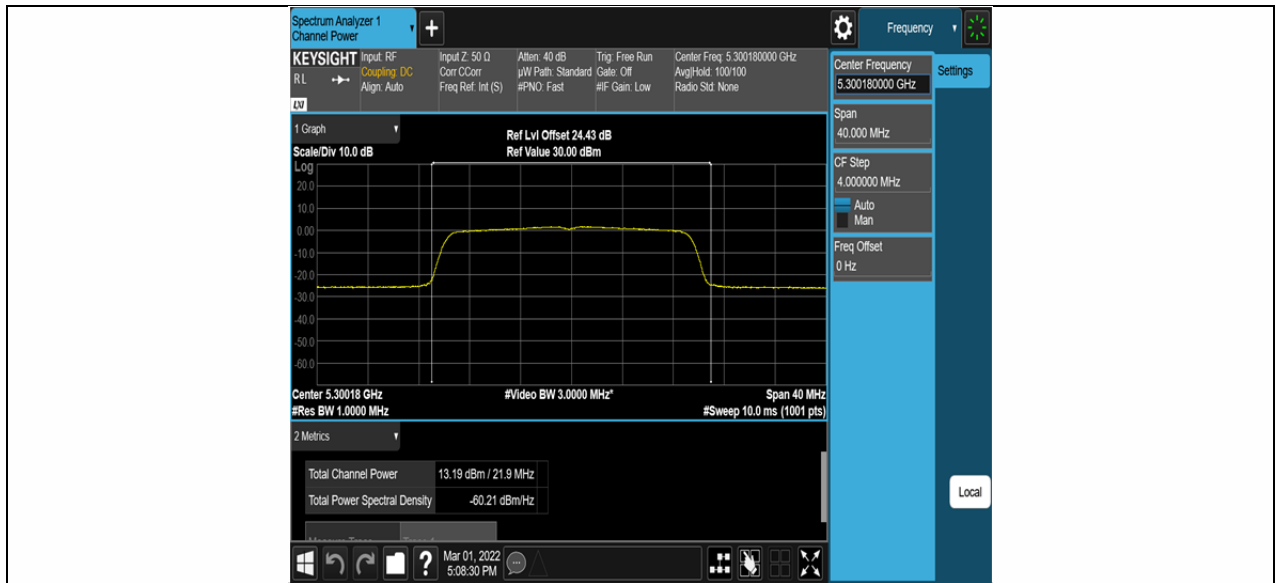 Spectrum Analyzer 1
Channel Power
Frequency
KEYSIGHT
RL
LXI
Input: RF
Coupling: DC
Align: Auto
Input Z: 50 Ω
Corr CCorr
Freq Ref: Int (S)
Atten: 40 dB
µW Path: Standard
#PNO: Fast
Trig: Free Run
Gate: Off
#IF Gain: Low
Center Freq: 5.300180000 GHz
Avg|Hold: 100/100
Radio Std: None
Center Frequency
5.300180000 GHz
Settings
Span
40.000 MHz
CF Step
4.000000 MHz
Auto
Man
Freq Offset
0 Hz
Local
1 Graph
Scale/Div 10.0 dB
Ref Lvl Offset 24.43 dB
Ref Value 30.00 dBm
Log
20.0
10.0
0.00
-10.0
-20.0
-30.0
-40.0
-50.0
-60.0
Center 5.30018 GHz
#Video BW 3.0000 MHz*
Span 40 MHz
#Res BW 1.0000 MHz
#Sweep 10.0 ms (1001 pts)
2 Metrics
Total Channel Power 13.19 dBm / 21.9 MHz
Total Power Spectral Density -60.21 dBm/Hz
?
Mar 01, 2022
5:08:30 PM